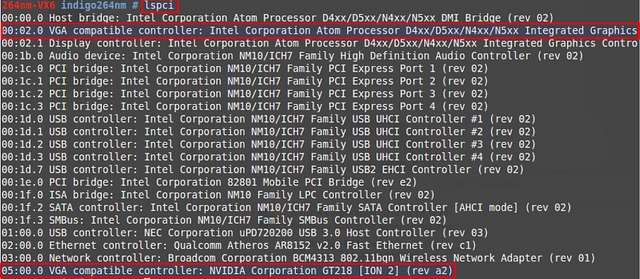 264nm-VX6 indigo264nm # lspci
00:00.0 Host bridge: Intel Corporation Atom Processor D4xx/D5xx/N4xx/N5xx DMI Bridge (rev 02)
00:02.0 VGA compatible controller: Intel Corporation Atom Processor D4xx/D5xx/N4xx/N5xx Integrated Graphics
00:02.1 Display controller: Intel Corporation Atom Processor D4xx/D5xx/N4xx/N5xx Integrated Graphics Contro
00:1b.0 Audio device: Intel Corporation NM10/ICH7 Family High Definition Audio Controller (rev 02)
00:1c.0 PCI bridge: Intel Corporation NM10/ICH7 Family PCI Express Port 1 (rev 02)
00:1c.1 PCI bridge: Intel Corporation NM10/ICH7 Family PCI Express Port 2 (rev 02)
00:1c.2 PCI bridge: Intel Corporation NM10/ICH7 Family PCI Express Port 3 (rev 02)
00:1c.3 PCI bridge: Intel Corporation NM10/ICH7 Family PCI Express Port 4 (rev 02)
00:1d.0 USB controller: Intel Corporation NM10/ICH7 Family USB UHCI Controller #1 (rev 02)
00:1d.1 USB controller: Intel Corporation NM10/ICH7 Family USB UHCI Controller #2 (rev 02)
00:1d.2 USB controller: Intel Corporation NM10/ICH7 Family USB UHCI Controller #3 (rev 02)
00:1d.3 USB controller: Intel Corporation NM10/ICH7 Family USB UHCI Controller #4 (rev 02)
00:1d.7 USB controller: Intel Corporation NM10/ICH7 Family USB2 EHCI Controller (rev 02)
00:1e.0 PCI bridge: Intel Corporation 82801 Mobile PCI Bridge (rev e2)
00:1f.0 ISA bridge: Intel Corporation NM10 Family LPC Controller (rev 02)
00:1f.2 SATA controller: Intel Corporation NM10/ICH7 Family SATA Controller [AHCI mode] (rev 02)
00:1f.3 SMBus: Intel Corporation NM10/ICH7 Family SMBus Controller (rev 02)
01:00.0 USB controller: NEC Corporation uPD720200 USB 3.0 Host Controller (rev 03)
02:00.0 Ethernet controller: Qualcomm Atheros AR8152 v2.0 Fast Ethernet (rev c1)
03:00.0 Network controller: Broadcom Corporation BCM4313 802.11bgn Wireless Network Adapter (rev 01)
05:00.0 VGA compatible controller: NVIDIA Corporation GT218 [ION 2] (rev a2)